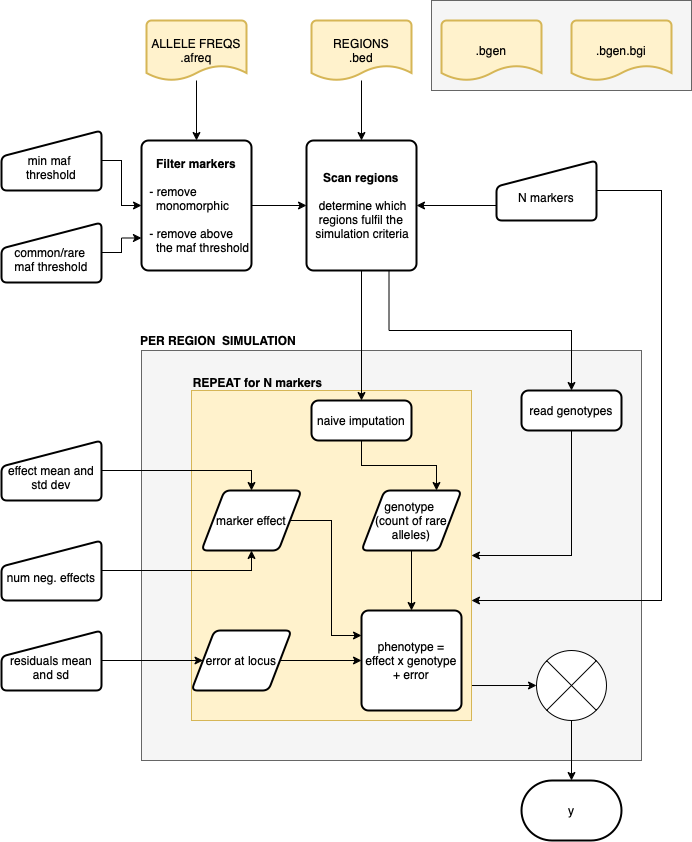 ALLELE FREQS
.afreq
REGIONS
.bed
.bgen
.bgen.bgi
min maf
threshold
common/rare
maf threshold
Filter markers
- remove
monomorphic
- remove above
the maf threshold
Scan regions
determine which
regions fulfil the
simulation criteria
N markers
PER REGION SIMULATION
REPEAT for N markers
naive imputation
read genotypes
effect mean and
std dev
marker effect
genotype
(count of rare
alleles)
num neg. effects
residuals mean
and sd
error at locus
phenotype =
effect x genotype
+ error
y